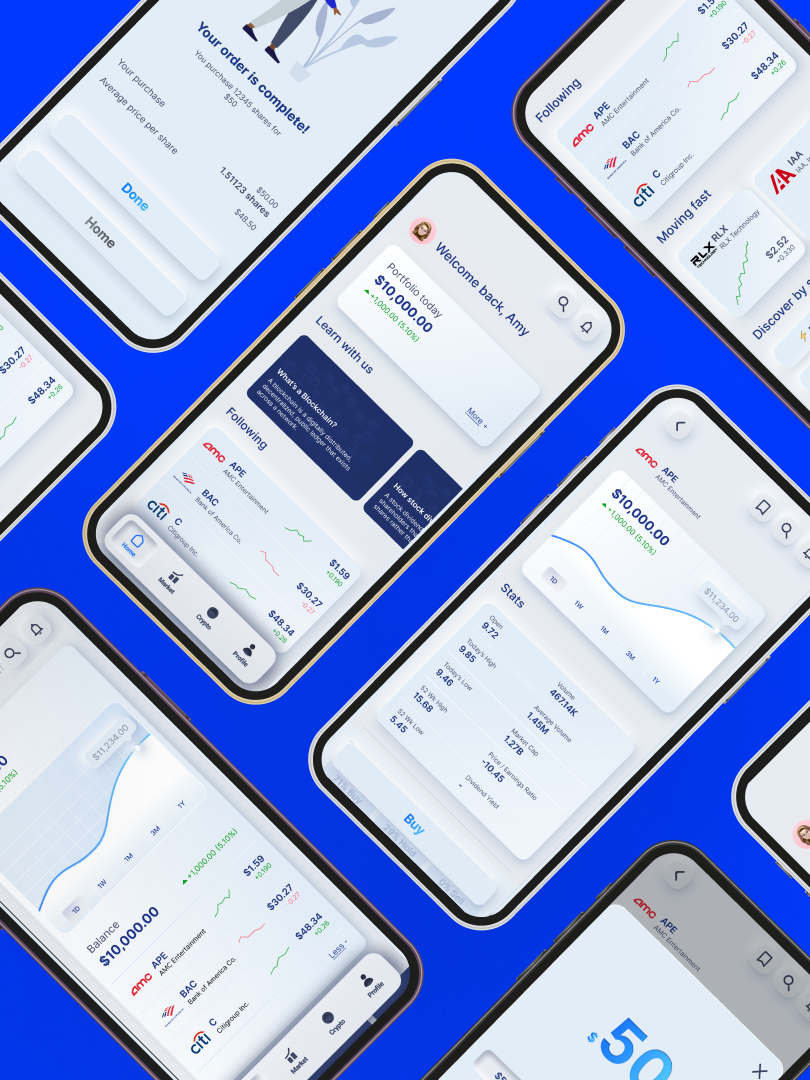 Your order is complete!
You purchase 12345 shares for
$50
Your purchase
$50.00
Average price per share
1.51123 shares
$48.50
Done
Home
Following
amc
APE
AMC Entertainment
+0.190
BAC
Bank of America Co.
$30.27
-0.27
citi
C
Citigroup Inc.
$48.34
+0.26
Moving fast
RLX
TECHNOLOGY
RLX
RLX Technology
$2.52
+0.330
IAA
Discover by
$30.27
-0.27
$48.34
+0.26
Welcome back, Amy
Portfolio today
$10,000.00
+1,000.00 (5.10%)
More +
Learn with us
What's a Blockchain?
A Blockchain is a digitally distributed,
decentralized, public ledger that exists
across a network.
How stock
A stock
shareholders
shares rather
Following
amc
APE
AMC Entertainment
$1.59
+0.190
BAC
Bank of America Co.
$30.27
-0.27
citi
C
Citigroup Inc.
$48.34
+0.26
Home
Market
Crypto
Profile
amc
APE
AMC Entertainment
$10,000.00
+1,000.00 (5.10%)
$11,234.00
1D
1W
1M
3M
1Y
Stats
Open
9.72
Volume
467.14K
Today's High
9.85
Average Volume
1.45M
Today's Low
9.46
Market Cap
1.27B
52 Wk High
15.68
Price / Earnings Ratio
-10.45
52 Wk Low
5.45
Dividend Yield
-
71% Buy
29% Hold
0% Sell
Buy
$11,234.00
1D
1W
1M
3M
1Y
Balance
$10,000.00
+1,000.00 (5.10%)
amc
APE
AMC Entertainment
$1.59
+0.190
BAC
Bank of America Co.
$30.27
-0.27
citi
C
Citigroup Inc.
$48.34
+0.26
Less -
Market
Crypto
Profile
amc
APE
AMC Entertainment
$
50